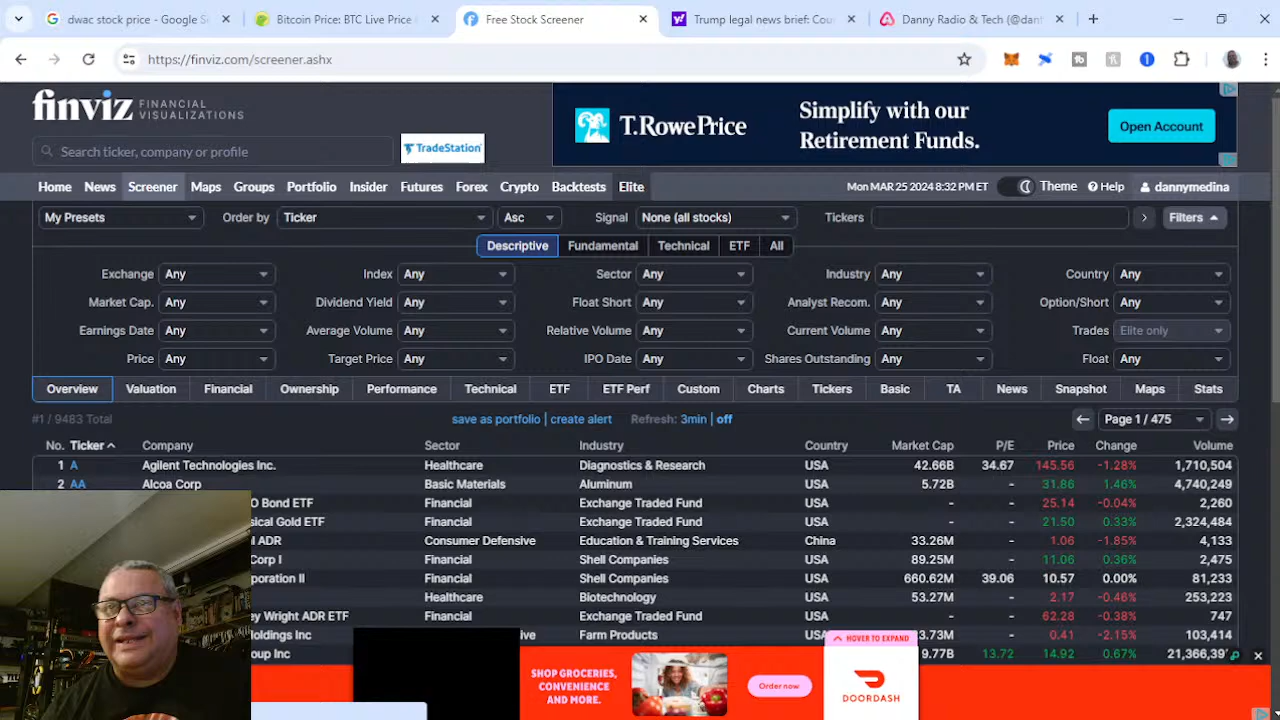 dwac stock price - Google S
Bitcoin Price: BTC Live Price
Free Stock Screener
Trump legal news brief: Cou
Danny Radio & Tech (@dant
https://finviz.com/screener.ashx
finviz FINANCIAL VISUALIZATIONS
T.RowePrice
Simplify with our
Retirement Funds.
Open Account
Search ticker, company or profile
TradeStation
Home News Screener Maps Groups Portfolio Insider Futures Forex Crypto Backtests Elite Mon MAR 25 2024 8:32 PM ET Theme Help dannymedina
My Presets Order by Ticker Asc Signal None (all stocks) Tickers Filters
Descriptive Fundamental Technical ETF All
Exchange Any Index Any Sector Any Industry Any Country Any
Market Cap. Any Dividend Yield Any Float Short Any Analyst Recom. Any Option/Short Any
Earnings Date Any Average Volume Any Relative Volume Any Current Volume Any Trades Elite only
Price Any Target Price Any IPO Date Any Shares Outstanding Any Float Any
Overview Valuation Financial Ownership Performance Technical ETF ETF Perf Custom Charts Tickers Basic TA News Snapshot Maps Stats
#1 / 9483 Total save as portfolio | create alert Refresh: 3min | off Page 1 / 475
No. Ticker Company Sector Industry Country Market Cap P/E Price Change Volume
1 A Agilent Technologies Inc. Healthcare Diagnostics & Research USA 42.66B 34.67 145.56 -1.28% 1,710,504
2 AA Alcoa Corp Basic Materials Aluminum USA 5.72B - 31.86 1.46% 4,740,249
O Bond ETF Financial Exchange Traded Fund USA - - 25.14 -0.04% 2,260
sical Gold ETF Financial Exchange Traded Fund USA - - 21.50 0.33% 2,324,484
al ADR Consumer Defensive Education & Training Services China 33.26M - 1.06 -1.85% 4,133
Corp I Financial Shell Companies USA 89.25M - 11.06 0.36% 2,475
rporation II Financial Shell Companies USA 660.62M 39.06 10.57 0.00% 81,233
Healthcare Biotechnology USA 53.27M - 2.17 -0.46% 253,223
ey Wright ADR ETF Financial Exchange Traded Fund USA - - 62.28 -0.38% 747
Holdings Inc ive Farm Products USA 3.73M - 0.41 -2.15% 103,414
oup Inc 9.77B 13.72 14.92 0.67% 21,366,39
HOVER TO EXPAND
SHOP GROCERIES,
CONVENIENCE
AND MORE.
Order now
DOORDASH